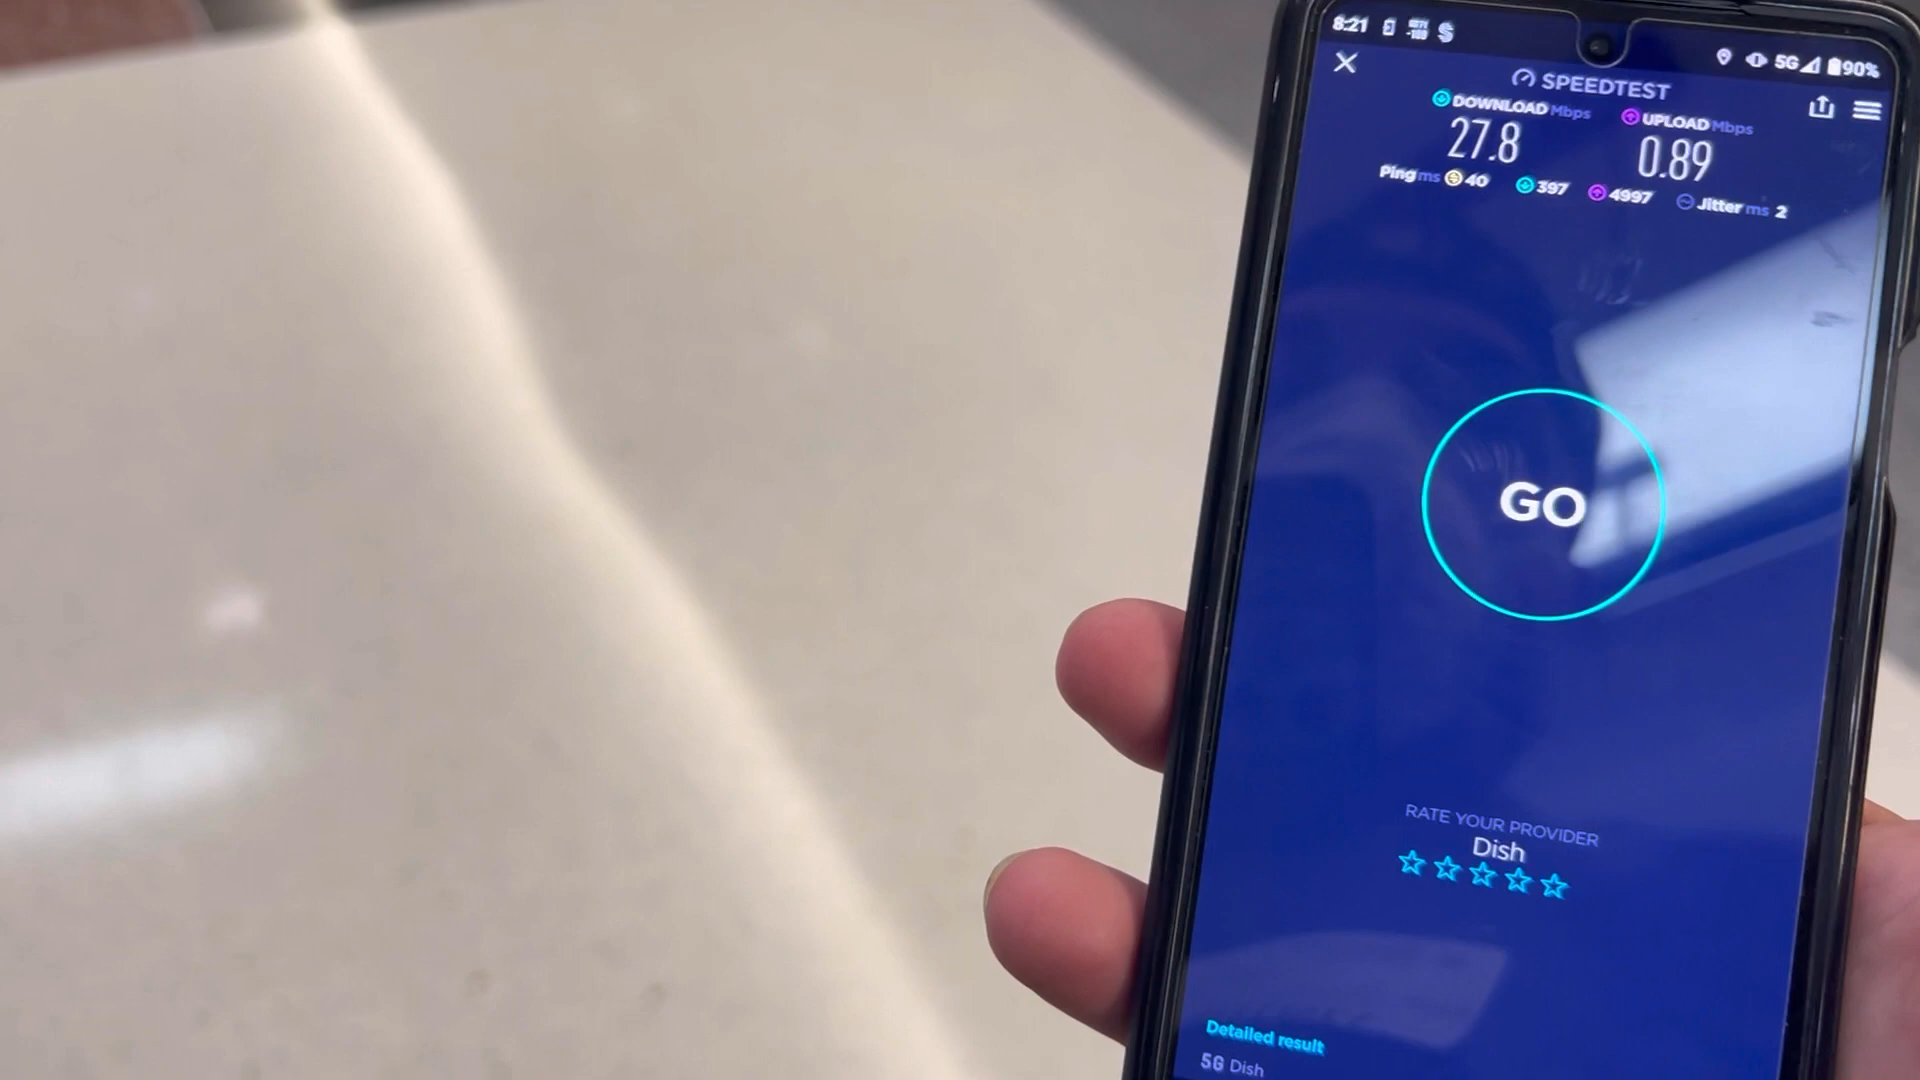 8:21
5G 90%
SPEEDTEST
DOWNLOAD Mbps
27.8
UPLOAD Mbps
0.89
Ping ms 40 397 4997 Jitter ms 2
GO
RATE YOUR PROVIDER
Dish
Detailed result
5G Dish